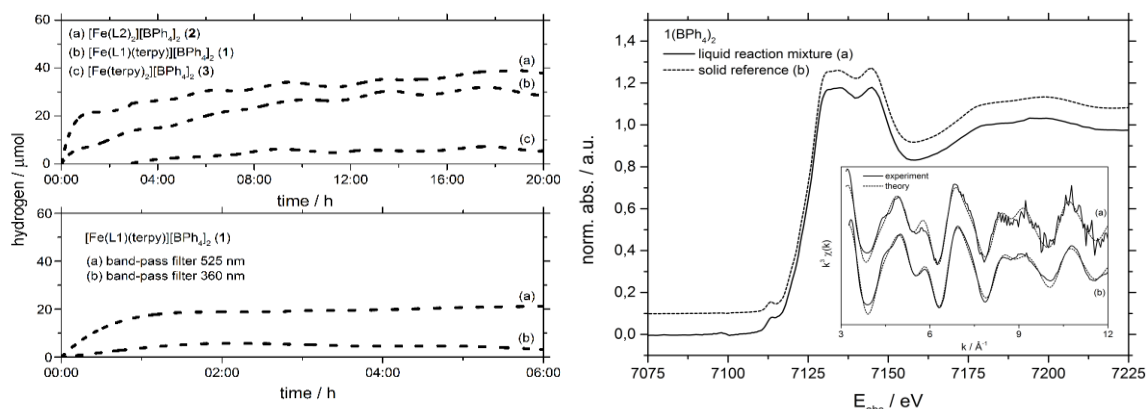 60
(a) [Fe(L2)₂][BPh₄]₂ (2)
(b) [Fe(L1)(terpy)][BPh₄]₂ (1)
(c) [Fe(terpy)₂][BPh₄]₂ (3)
40
20
0
(a)
(b)
(c)
00:00 04:00 08:00 12:00 16:00 20:00
time / h
hydrogen / µmol
60
[Fe(L1)(terpy)][BPh₄]₂ (1)
(a) band-pass filter 525 nm
(b) band-pass filter 360 nm
40
20
0
(a)
(b)
00:00 02:00 04:00 06:00
time / h
1(BPh₄)₂
liquid reaction mixture (a)
solid reference (b)
1,4
1,2
1,0
0,8
0,6
0,4
0,2
0,0
norm. abs. / a.u.
experiment
theory
(a)
(b)
k³ χ(k)
3 6 9 12
k / Å⁻¹
7075 7100 7125 7150 7175 7200 7225
E / eV